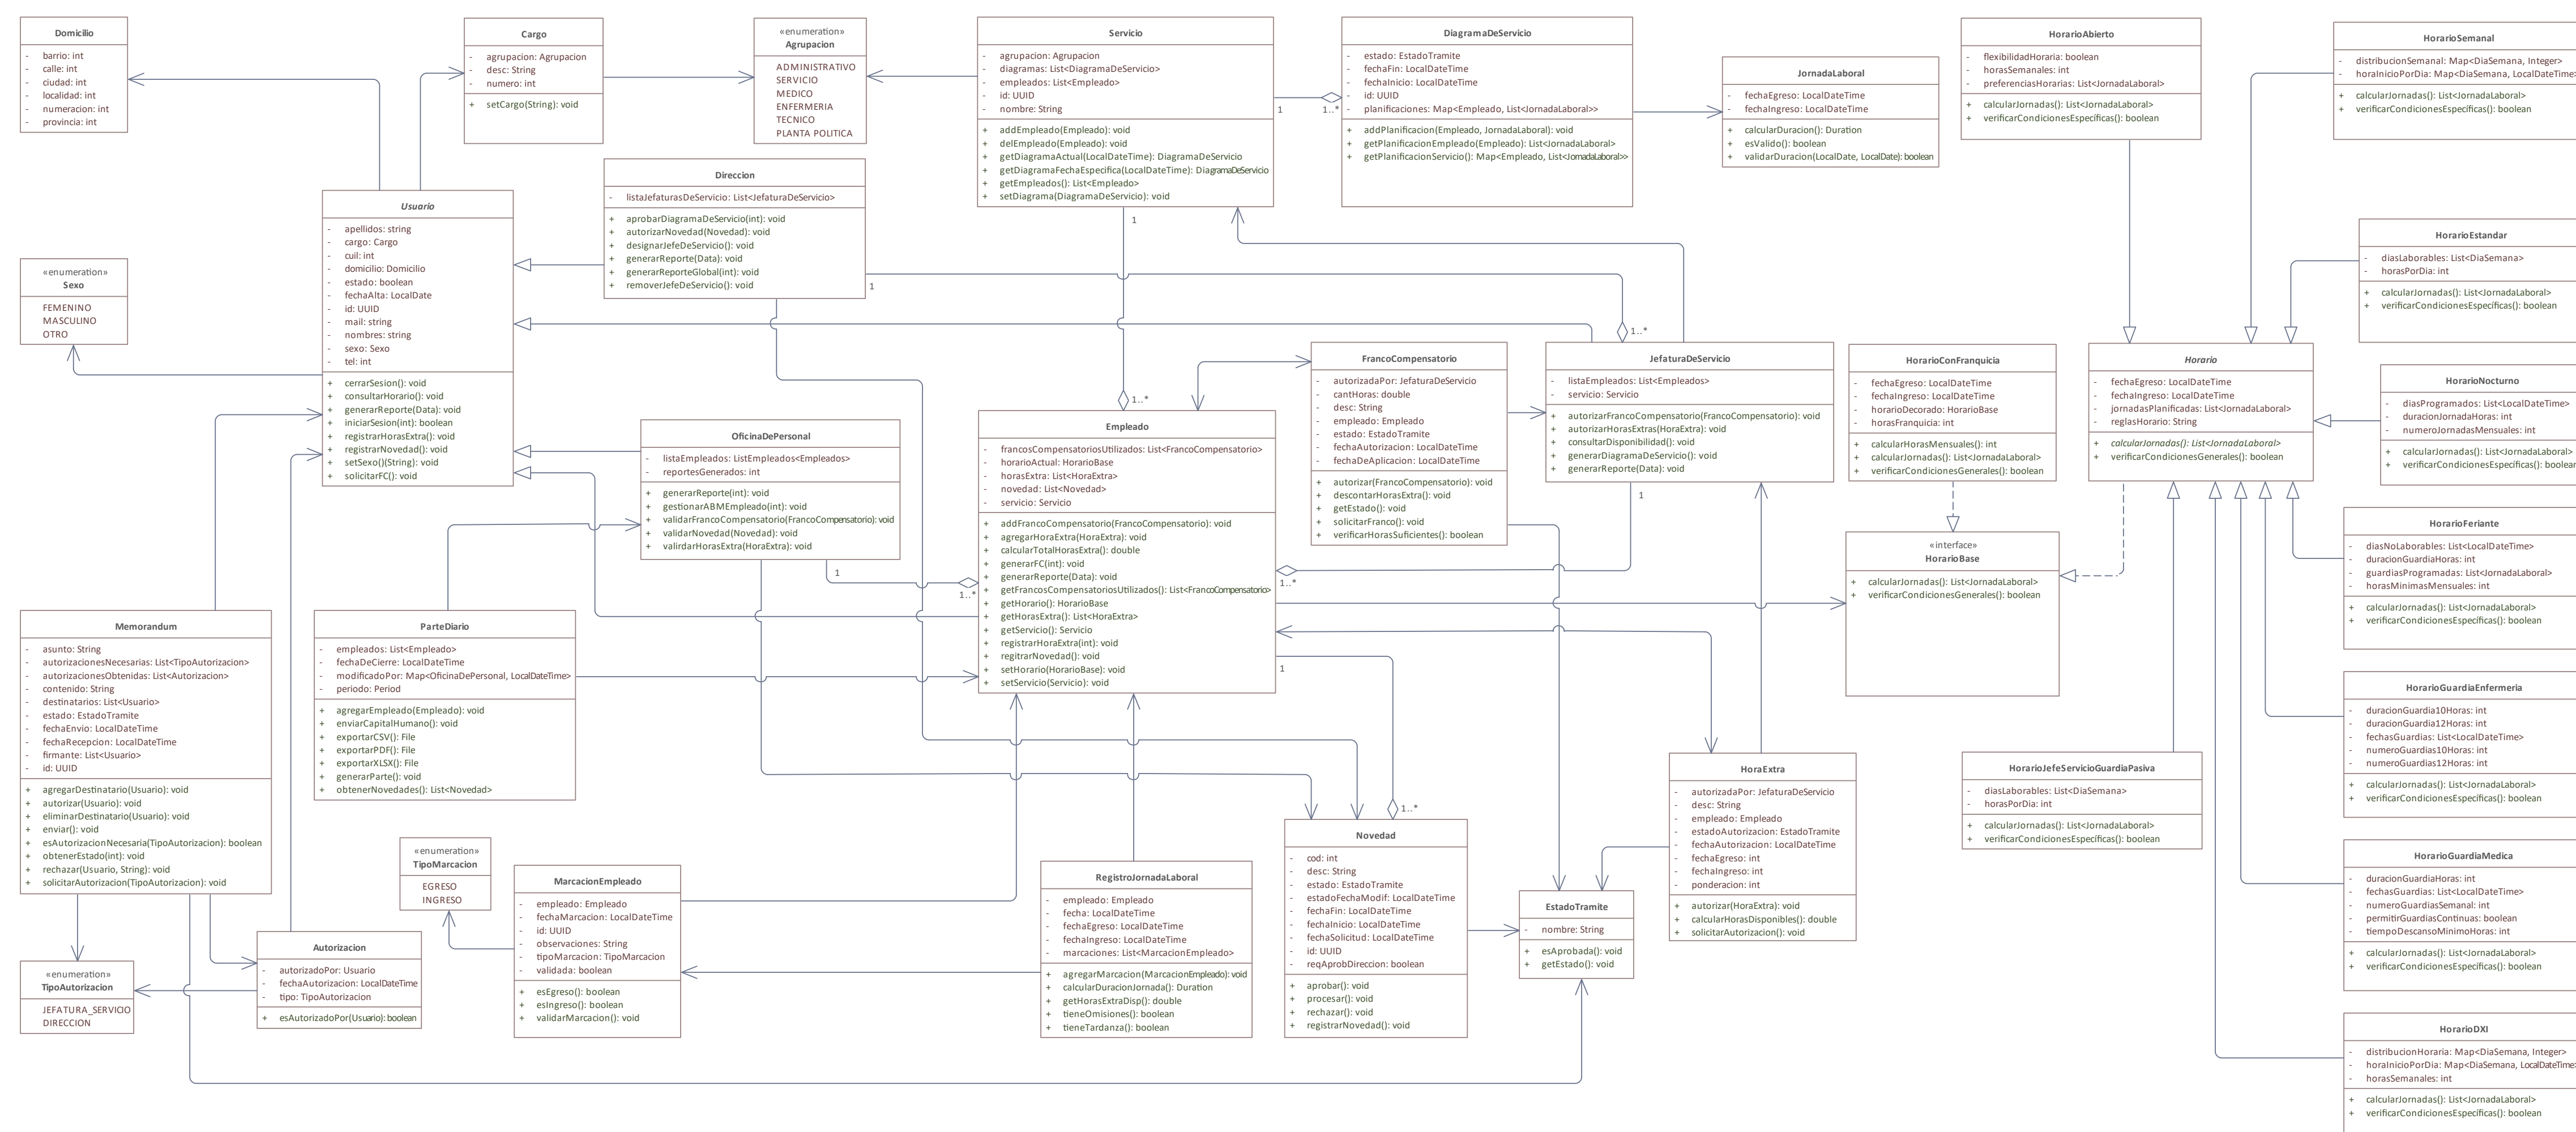 Domicilio
- barrio: int
- calle: int
- ciudad: int
- localidad: int
- numeracion: int
- provincia: int
Cargo
- agrupacion: Agrupacion
- desc: String
- numero: int
+ setCargo(String): void
«enumeration»
Agrupacion
ADMINISTRATIVO
SERVICIO
MEDICO
ENFERMERIA
TECNICO
PLANTA POLITICA
Servicio
- agrupacion: Agrupacion
- diagramas: List<DiagramaDeServicio>
- empleados: List<Empleado>
- id: UUID
- nombre: String
+ addEmpleado(Empleado): void
+ delEmpleado(Empleado): void
+ getDiagramaActual(LocalDateTime): DiagramaDeServicio
+ getDiagramaFechaEspecifica(LocalDateTime): DiagramaDeServicio
+ getEmpleados(): List<Empleado>
+ setDiagrama(DiagramaDeServicio): void
1
1..*
1
DiagramaDeServicio
- estado: EstadoTramite
- fechaFin: LocalDateTime
- fechaInicio: LocalDateTime
- id: UUID
- planificaciones: Map<Empleado, List<JornadaLaboral>>
+ addPlanificacion(Empleado, JornadaLaboral): void
+ getPlanificacionEmpleado(Empleado): List<JornadaLaboral>
+ getPlanificacionServicio(): Map<Empleado, List<JornadaLaboral>>
JornadaLaboral
- fechaEgreso: LocalDateTime
- fechaIngreso: LocalDateTime
+ calcularDuracion(): Duration
+ esValido(): boolean
+ validarDuracion(LocalDate, LocalDate): boolean
HorarioAbierto
- flexibilidadHoraria: boolean
- horasSemanales: int
- preferenciasHorarias: List<JornadaLaboral>
+ calcularJornadas(): List<JornadaLaboral>
+ verificarCondicionesEspecíficas(): boolean
HorarioSemanal
- distribucionSemanal: Map<DiaSemana, Integer>
- horaInicioPorDia: Map<DiaSemana, LocalDateTime>
+ calcularJornadas(): List<JornadaLaboral>
+ verificarCondicionesEspecíficas(): boolean
Direccion
- listaJefaturasDeServicio: List<JefaturaDeServicio>
+ aprobarDiagramaDeServicio(int): void
+ autorizarNovedad(Novedad): void
+ designarJefeDeServicio(): void
+ generarReporte(Data): void
+ generarReporteGlobal(int): void
+ removerJefeDeServicio(): void
1
1..*
Usuario
- apellidos: string
- cargo: Cargo
- cuil: int
- domicilio: Domicilio
- estado: boolean
- fechaAlta: LocalDate
- id: UUID
- mail: string
- nombres: string
- sexo: Sexo
- tel: int
+ cerrarSesion(): void
+ consultarHorario(): void
+ generarReporte(Data): void
+ iniciarSesion(int): boolean
+ registrarHorasExtra(): void
+ registrarNovedad(): void
+ setSexo()(String): void
+ solicitarFC(): void
«enumeration»
Sexo
FEMENINO
MASCULINO
OTRO
HorarioEstandar
- diasLaborables: List<DiaSemana>
- horasPorDia: int
+ calcularJornadas(): List<JornadaLaboral>
+ verificarCondicionesEspecíficas(): boolean
FrancoCompensatorio
- autorizadaPor: JefaturaDeServicio
- cantHoras: double
- desc: String
- empleado: Empleado
- estado: EstadoTramite
- fechaAutorizacion: LocalDateTime
- fechaDeAplicacion: LocalDateTime
+ autorizar(FrancoCompensatorio): void
+ descontarHorasExtra(): void
+ getEstado(): void
+ solicitarFranco(): void
+ verificarHorasSuficientes(): boolean
JefaturaDeServicio
- listaEmpleados: List<Empleados>
- servicio: Servicio
+ autorizarFrancoCompensatorio(FrancoCompensatorio): void
+ autorizarHorasExtras(HoraExtra): void
+ consultarDisponibilidad(): void
+ generarDiagramaDeServicio(): void
+ generarReporte(Data): void
1
1..*
HorarioConFranquicia
- fechaEgreso: LocalDateTime
- fechaIngreso: LocalDateTime
- horarioDecorado: HorarioBase
- horasFranquicia: int
+ calcularHorasMensuales(): int
+ calcularJornadas(): List<JornadaLaboral>
+ verificarCondicionesGenerales(): boolean
Horario
- fechaEgreso: LocalDateTime
- fechaIngreso: LocalDateTime
- jornadasPlanificadas: List<JornadaLaboral>
- reglasHorario: String
+ calcularJornadas(): List<JornadaLaboral>
+ verificarCondicionesGenerales(): boolean
HorarioNocturno
- diasProgramados: List<LocalDateTime>
- duracionJornadaHoras: int
- numeroJornadasMensuales: int
+ calcularJornadas(): List<JornadaLaboral>
+ verificarCondicionesEspecíficas(): boolean
OficinaDePersonal
- listaEmpleados: ListEmpleados<Empleados>
- reportesGenerados: int
+ generarReporte(int): void
+ gestionarABMEmpleado(int): void
+ validarFrancoCompensatorio(FrancoCompensatorio): void
+ validarNovedad(Novedad): void
+ valirdarHorasExtra(HoraExtra): void
1
1..*
1..*
Empleado
- francosCompensatoriosUtilizados: List<FrancoCompensatorio>
- horarioActual: HorarioBase
- horasExtra: List<HoraExtra>
- novedad: List<Novedad>
- servicio: Servicio
+ addFrancoCompensatorio(FrancoCompensatorio): void
+ agregarHoraExtra(HoraExtra): void
+ calcularTotalHorasExtra(): double
+ generarFC(int): void
+ generarReporte(Data): void
+ getFrancosCompensatoriosUtilizados(): List<FrancoCompensatorio>
+ getHorario(): HorarioBase
+ getHorasExtra(): List<HoraExtra>
+ getServicio(): Servicio
+ registrarHoraExtra(int): void
+ regitrarNovedad(): void
+ setHorario(HorarioBase): void
+ setServicio(Servicio): void
1
1..*
«interface»
HorarioBase
+ calcularJornadas(): List<JornadaLaboral>
+ verificarCondicionesGenerales(): boolean
HorarioFeriante
- diasNoLaborables: List<LocalDateTime>
- duracionGuardiaHoras: int
- guardiasProgramadas: List<JornadaLaboral>
- horasMinimasMensuales: int
+ calcularJornadas(): List<JornadaLaboral>
+ verificarCondicionesEspecíficas(): boolean
Memorandum
- asunto: String
- autorizacionesNecesarias: List<TipoAutorizacion>
- autorizacionesObtenidas: List<Autorizacion>
- contenido: String
- destinatarios: List<Usuario>
- estado: EstadoTramite
- fechaEnvio: LocalDateTime
- fechaRecepcion: LocalDateTime
- firmante: List<Usuario>
- id: UUID
+ agregarDestinatario(Usuario): void
+ autorizar(Usuario): void
+ eliminarDestinatario(Usuario): void
+ enviar(): void
+ esAutorizacionNecesaria(TipoAutorizacion): boolean
+ obtenerEstado(int): void
+ rechazar(Usuario, String): void
+ solicitarAutorizacion(TipoAutorizacion): void
ParteDiario
- empleados: List<Empleado>
- fechaDeCierre: LocalDateTime
- modificadoPor: Map<OficinaDePersonal, LocalDateTime>
- periodo: Period
+ agregarEmpleado(Empleado): void
+ enviarCapitalHumano(): void
+ exportarCSV(): File
+ exportarPDF(): File
+ exportarXLSX(): File
+ generarParte(): void
+ obtenerNovedades(): List<Novedad>
HorarioGuardiaEnfermeria
- duracionGuardia10Horas: int
- duracionGuardia12Horas: int
- fechasGuardias: List<LocalDateTime>
- numeroGuardias10Horas: int
- numeroGuardias12Horas: int
+ calcularJornadas(): List<JornadaLaboral>
+ verificarCondicionesEspecíficas(): boolean
HoraExtra
- autorizadaPor: JefaturaDeServicio
- desc: String
- empleado: Empleado
- estadoAutorizacion: EstadoTramite
- fechaAutorizacion: LocalDateTime
- fechaEgreso: int
- fechaIngreso: int
- ponderacion: int
+ autorizar(HoraExtra): void
+ calcularHorasDisponibles(): double
+ solicitarAutorizacion(): void
HorarioJefeServicioGuardiaPasiva
- diasLaborables: List<DiaSemana>
- horasPorDia: int
+ calcularJornadas(): List<JornadaLaboral>
+ verificarCondicionesEspecíficas(): boolean
«enumeration»
TipoMarcacion
EGRESO
INGRESO
MarcacionEmpleado
- empleado: Empleado
- fechaMarcacion: LocalDateTime
- id: UUID
- observaciones: String
- tipoMarcacion: TipoMarcacion
- validada: boolean
+ esEgreso(): boolean
+ esIngreso(): boolean
+ validarMarcacion(): void
RegistroJornadaLaboral
- empleado: Empleado
- fecha: LocalDateTime
- fechaEgreso: LocalDateTime
- fechaIngreso: LocalDateTime
- marcaciones: List<MarcacionEmpleado>
+ agregarMarcacion(MarcacionEmpleado): void
+ calcularDuracionJornada(): Duration
+ getHorasExtraDisp(): double
+ tieneOmisiones(): boolean
+ tieneTardanza(): boolean
Novedad
- cod: int
- desc: String
- estado: EstadoTramite
- estadoFechaModif: LocalDateTime
- fechaFin: LocalDateTime
- fechaInicio: LocalDateTime
- fechaSolicitud: LocalDateTime
- id: UUID
- reqAprobDireccion: boolean
+ aprobar(): void
+ procesar(): void
+ rechazar(): void
+ registrarNovedad(): void
EstadoTramite
- nombre: String
+ esAprobada(): void
+ getEstado(): void
HorarioGuardiaMedica
- duracionGuardiaHoras: int
- fechasGuardias: List<LocalDateTime>
- numeroGuardiasSemanal: int
- permitirGuardiasContinuas: boolean
- tiempoDescansoMinimoHoras: int
+ calcularJornadas(): List<JornadaLaboral>
+ verificarCondicionesEspecíficas(): boolean
Autorizacion
- autorizadoPor: Usuario
- fechaAutorizacion: LocalDateTime
- tipo: TipoAutorizacion
+ esAutorizadoPor(Usuario): boolean
«enumeration»
TipoAutorizacion
JEFATURA_SERVICIO
DIRECCION
HorarioDXI
- distribucionHoraria: Map<DiaSemana, Integer>
- horaInicioPorDia: Map<DiaSemana, LocalDateTime>
- horasSemanales: int
+ calcularJornadas(): List<JornadaLaboral>
+ verificarCondicionesEspecíficas(): boolean